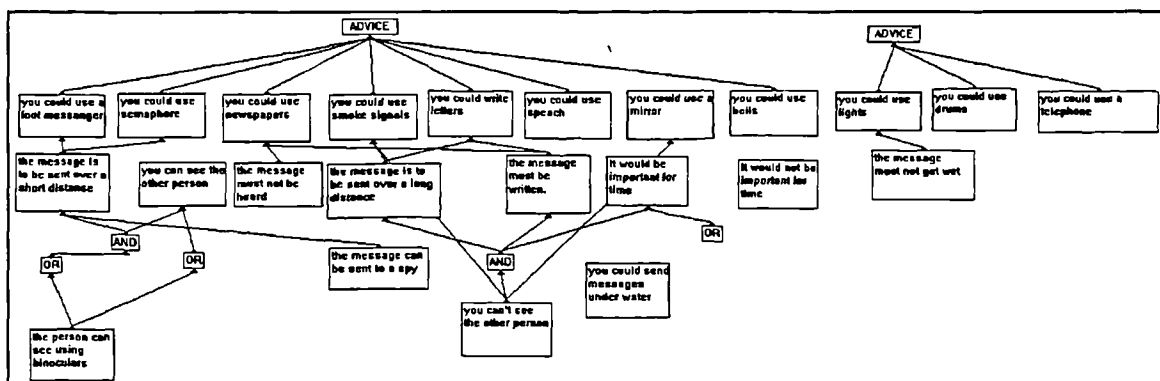 ADVICE
ADVICE
you could use a
foot messanger
you could use
semaphore
you could use
newspapers
you could use
smoke signals
you could write
letters
you could use
speach
you could use a
mirror
you could use
bells
you could use
lights
you could use
drums
you could use a
telephone
the message is
to be sent over a
short distance
you can see the
other person
the message
must not be
heard
the message is to
be sent over a long
distance
the message
must be
written.
it would be
important for
time
it would not be
important for
time
the message
must not get wet
AND
OR
OR
the message can
be sent to a spy
AND
OR
you could send
messages
under water
you can't see
the other person
the person can
see using
binoculars